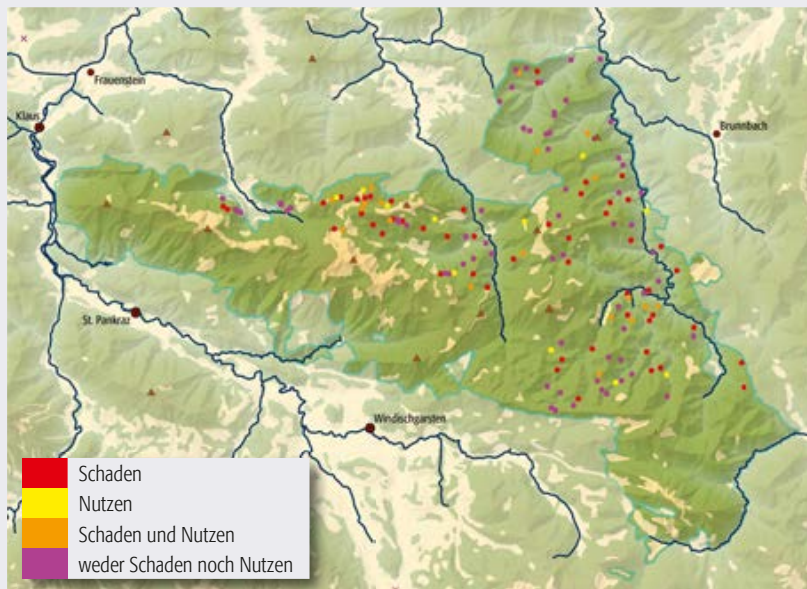 Frauenstein
Klaus
Brunnbach
St. Pankraz
Windischgarsten
Schaden
Nutzen
Schaden und Nutzen
weder Schaden noch Nutzen